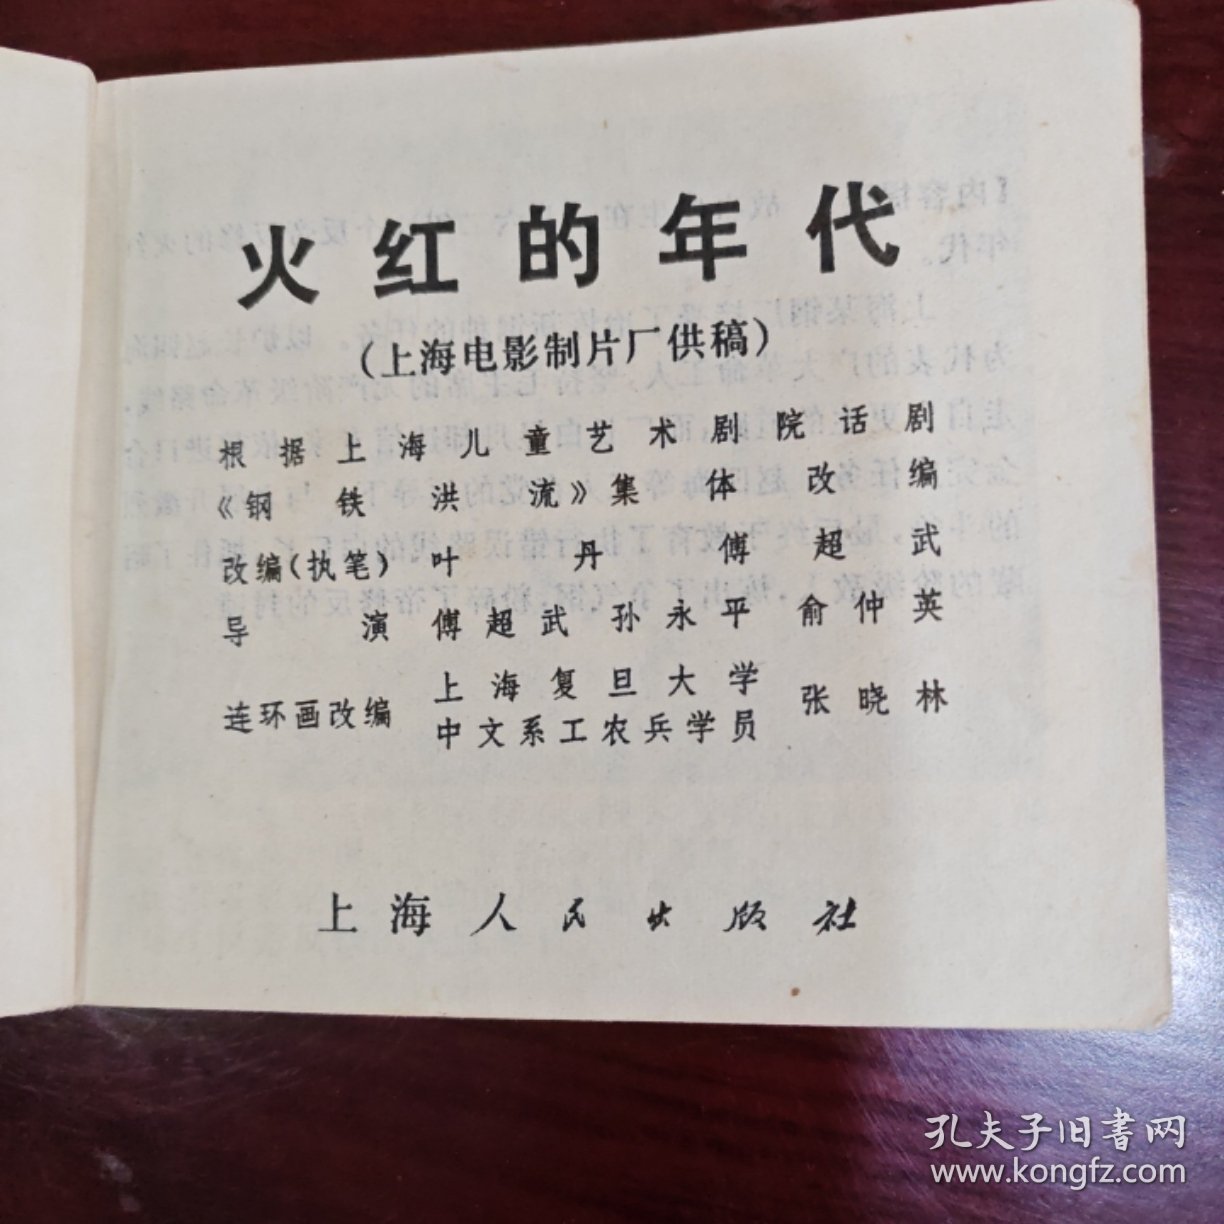 火红的年代
(上海电影制片厂供稿)
根据上海儿童艺术剧院话剧
《钢铁洪流》集体改编
改编(执笔) 叶丹 傅超武
导演 傅超武 孙永平 俞仲英
连环画改编 上海复旦大学
中文系工农兵学员 张晓林
上海人民出版社
孔夫子旧書网
www.kongfz.com